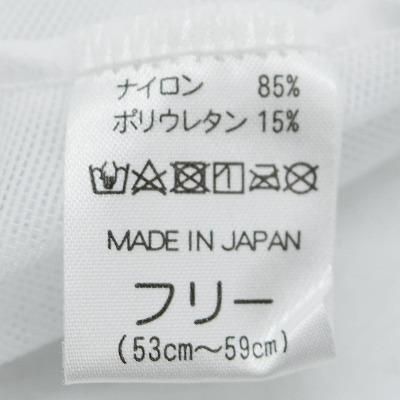 ナイロン 85%
ポリウレタン 15%
MADE IN JAPAN
フリー
(53cm～59cm)